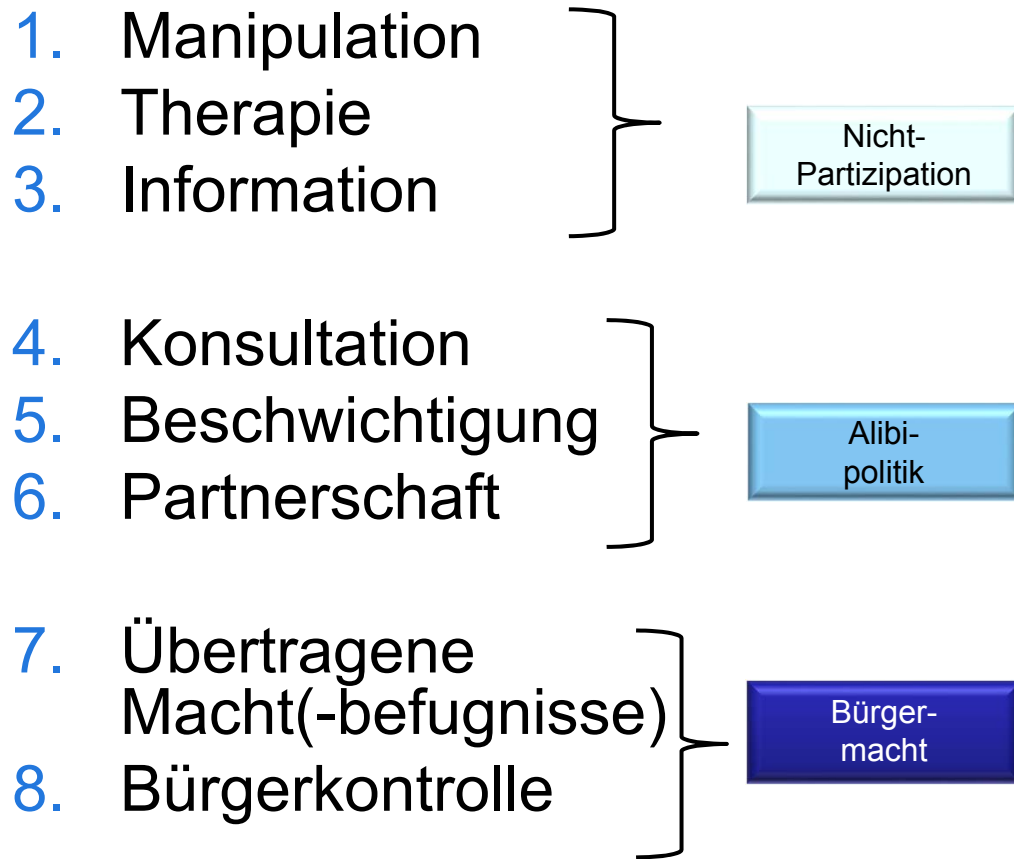 1. Manipulation
2. Therapie
3. Information
Nicht-
Partizipation
4. Konsultation
5. Beschwichtigung
6. Partnerschaft
Alibi-
politik
7. Übertragene
Macht(-befugnisse)
8. Bürgerkontrolle
Bürger-
macht